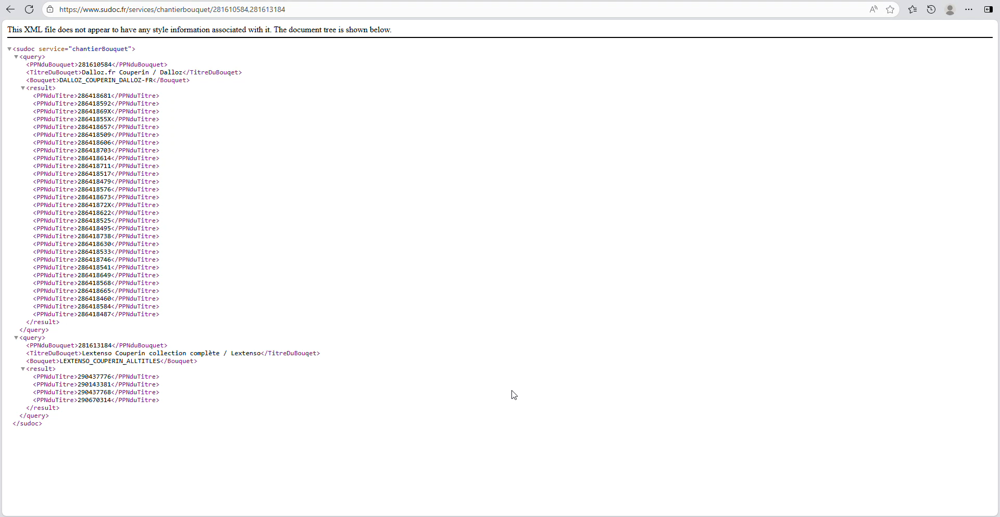 https://www.sudoc.fr/services/chantierbouquet/281610584,281613184
This XML file does not appear to have any style information associated with it. The document tree is shown below.
<sudoc service="chantierBouquet">
<query>
<PPNduBouquet>281610584</PPNduBouquet>
<TitreDuBouqet>Dalloz.fr Couperin / Dalloz</TitreDuBouqet>
<Bouquet>DALLOZ_COUPERIN_DALLOZ-FR</Bouquet>
<result>
<PPNduTitre>286418681</PPNduTitre>
<PPNduTitre>286418592</PPNduTitre>
<PPNduTitre>28641869X</PPNduTitre>
<PPNduTitre>28641855X</PPNduTitre>
<PPNduTitre>286418657</PPNduTitre>
<PPNduTitre>286418509</PPNduTitre>
<PPNduTitre>286418606</PPNduTitre>
<PPNduTitre>286418703</PPNduTitre>
<PPNduTitre>286418614</PPNduTitre>
<PPNduTitre>286418711</PPNduTitre>
<PPNduTitre>286418517</PPNduTitre>
<PPNduTitre>286418479</PPNduTitre>
<PPNduTitre>286418576</PPNduTitre>
<PPNduTitre>286418673</PPNduTitre>
<PPNduTitre>28641872X</PPNduTitre>
<PPNduTitre>286418622</PPNduTitre>
<PPNduTitre>286418525</PPNduTitre>
<PPNduTitre>286418495</PPNduTitre>
<PPNduTitre>286418738</PPNduTitre>
<PPNduTitre>286418630</PPNduTitre>
<PPNduTitre>286418533</PPNduTitre>
<PPNduTitre>286418746</PPNduTitre>
<PPNduTitre>286418541</PPNduTitre>
<PPNduTitre>286418649</PPNduTitre>
<PPNduTitre>286418568</PPNduTitre>
<PPNduTitre>286418665</PPNduTitre>
<PPNduTitre>286418460</PPNduTitre>
<PPNduTitre>286418584</PPNduTitre>
<PPNduTitre>286418487</PPNduTitre>
</result>
</query>
<query>
<PPNduBouquet>281613184</PPNduBouquet>
<TitreDuBouqet>Lextenso Couperin collection complète / Lextenso</TitreDuBouqet>
<Bouquet>LEXTENSO_COUPERIN_ALLTITLES</Bouquet>
<result>
<PPNduTitre>290437776</PPNduTitre>
<PPNduTitre>290143381</PPNduTitre>
<PPNduTitre>290437768</PPNduTitre>
<PPNduTitre>290670314</PPNduTitre>
</result>
</query>
</sudoc>